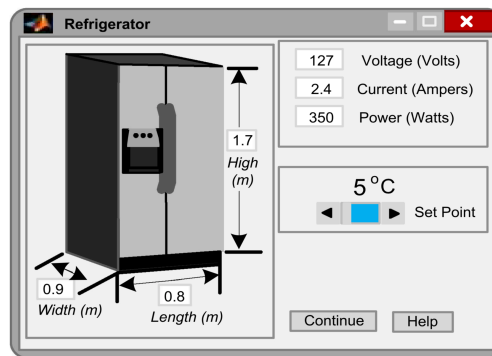 Refrigerator
127 Voltage (Volts)
2.4 Current (Ampers)
350 Power (Watts)
1.7
High
(m)
5 °C
Set Point
0.9
Width (m)
0.8
Length (m)
Continue Help